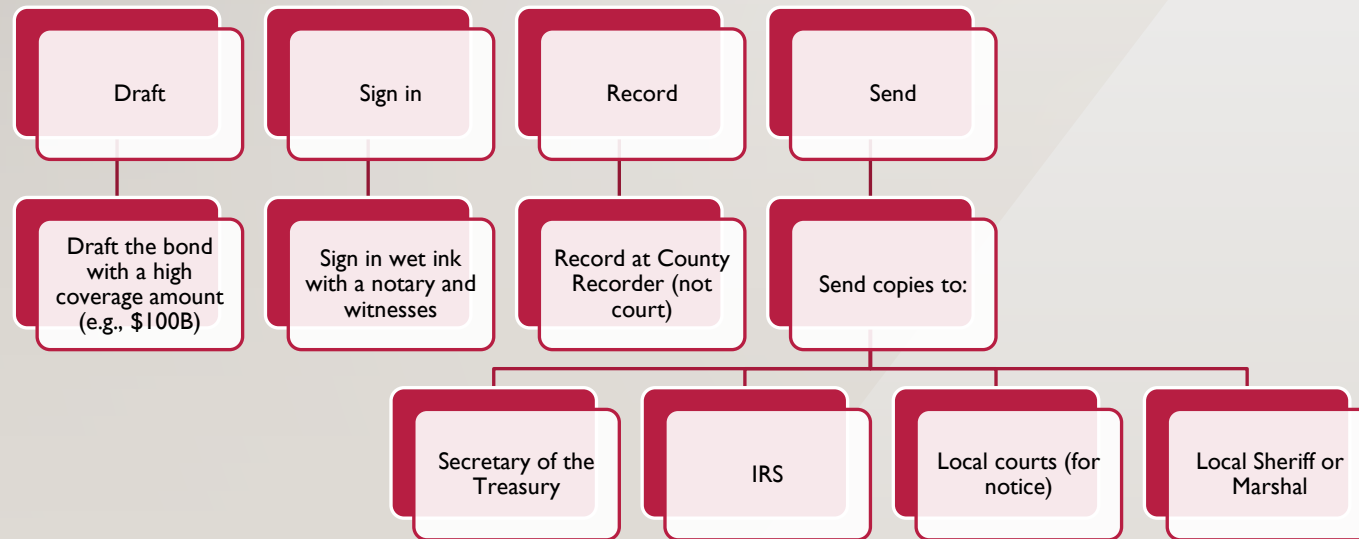 Draft
Sign in
Record
Send
Draft the bond
with a high
coverage amount
(e.g., $100B)
Sign in wet ink
with a notary and
witnesses
Record at County
Recorder (not
court)
Send copies to:
Secretary of the
Treasury
IRS
Local courts (for
notice)
Local Sheriff or
Marshal